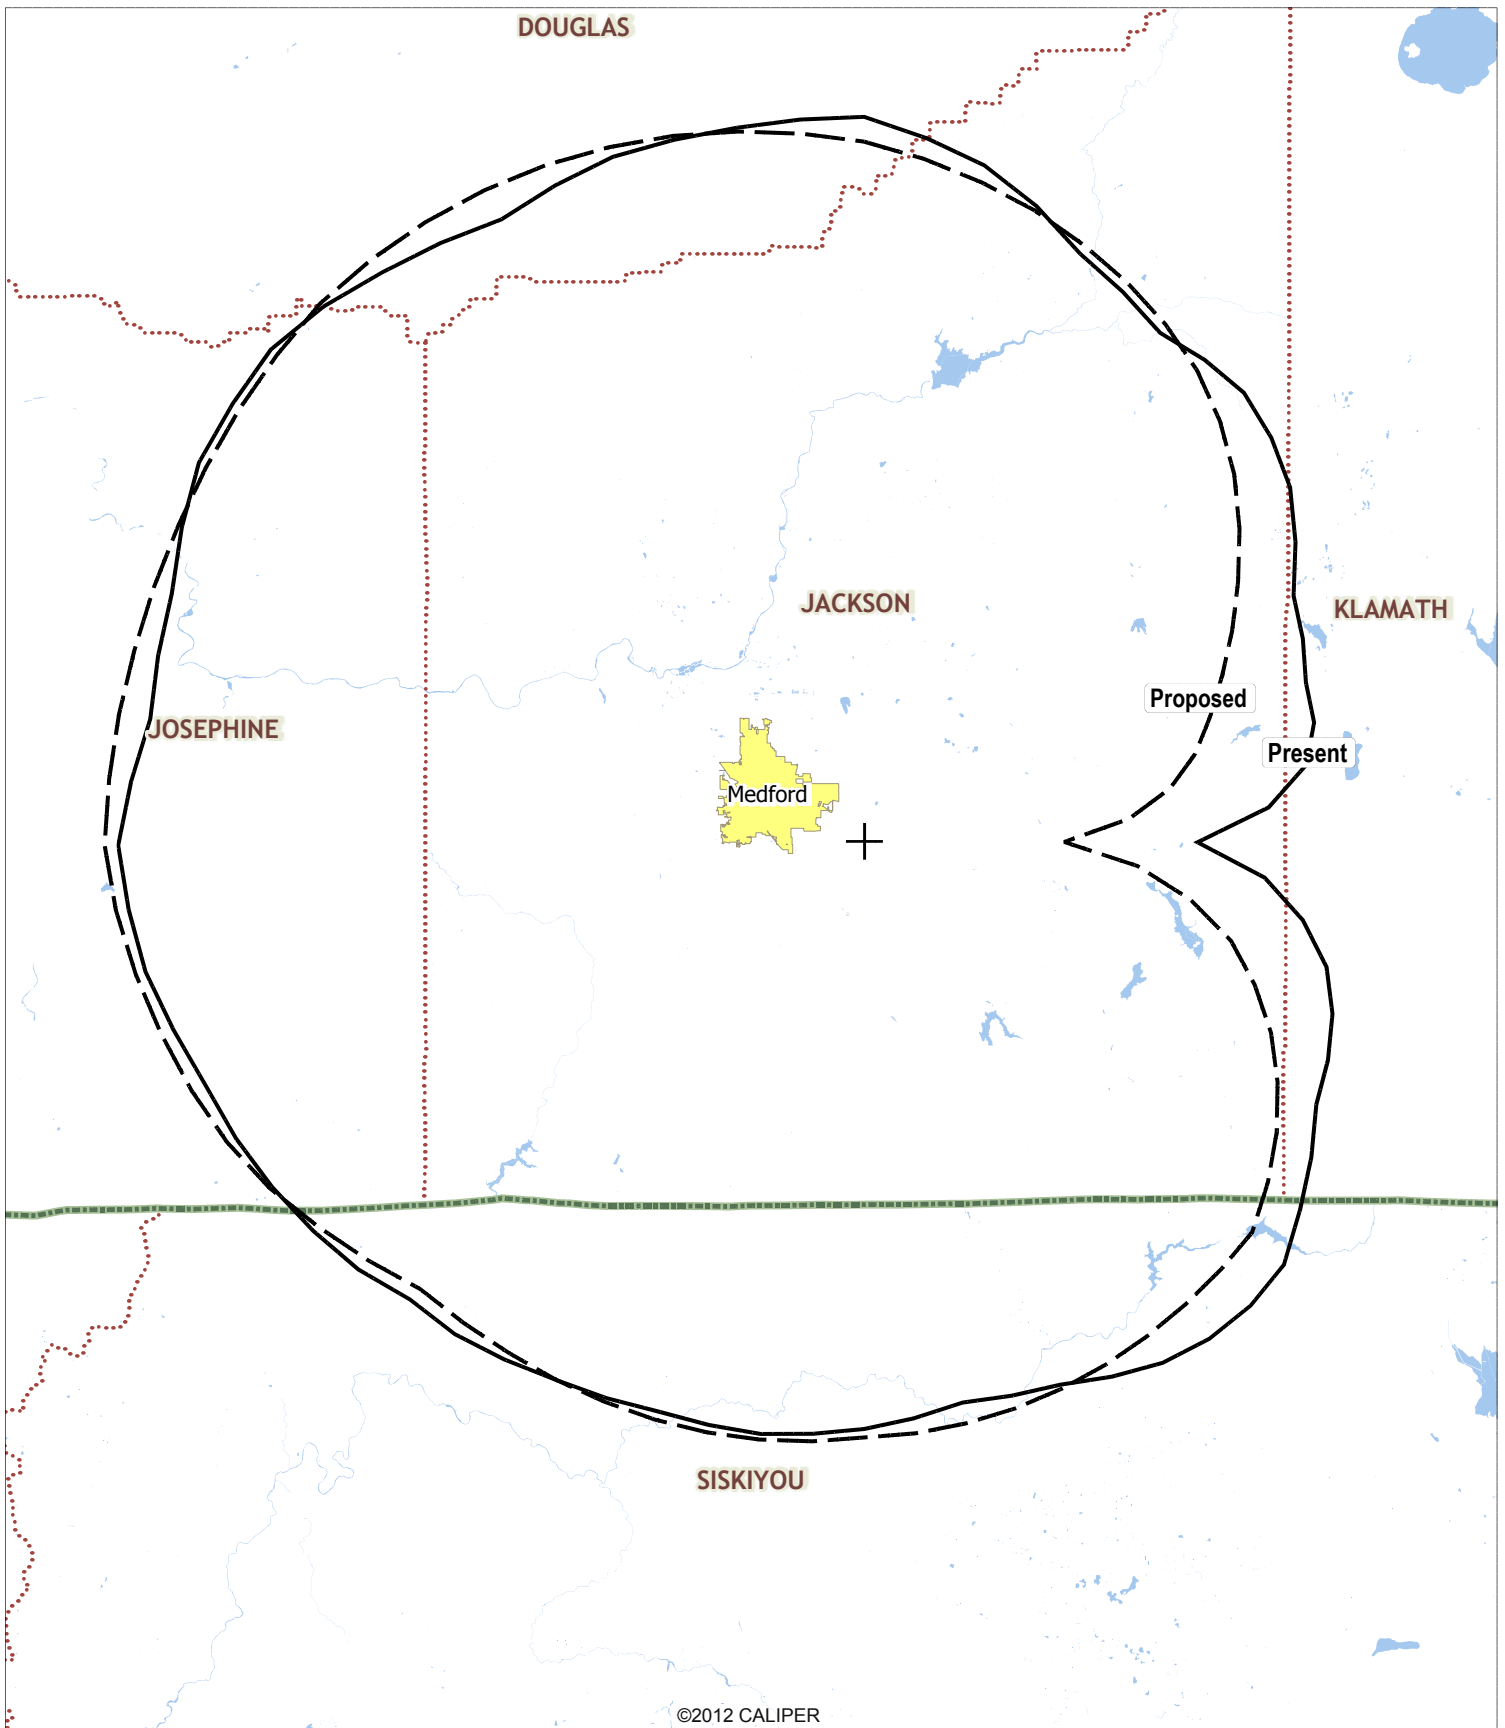 DOUGLAS
JACKSON
KLAMATH
Proposed
JOSEPHINE
Present
Medford
SISKIYOU
©2012 CALIPER